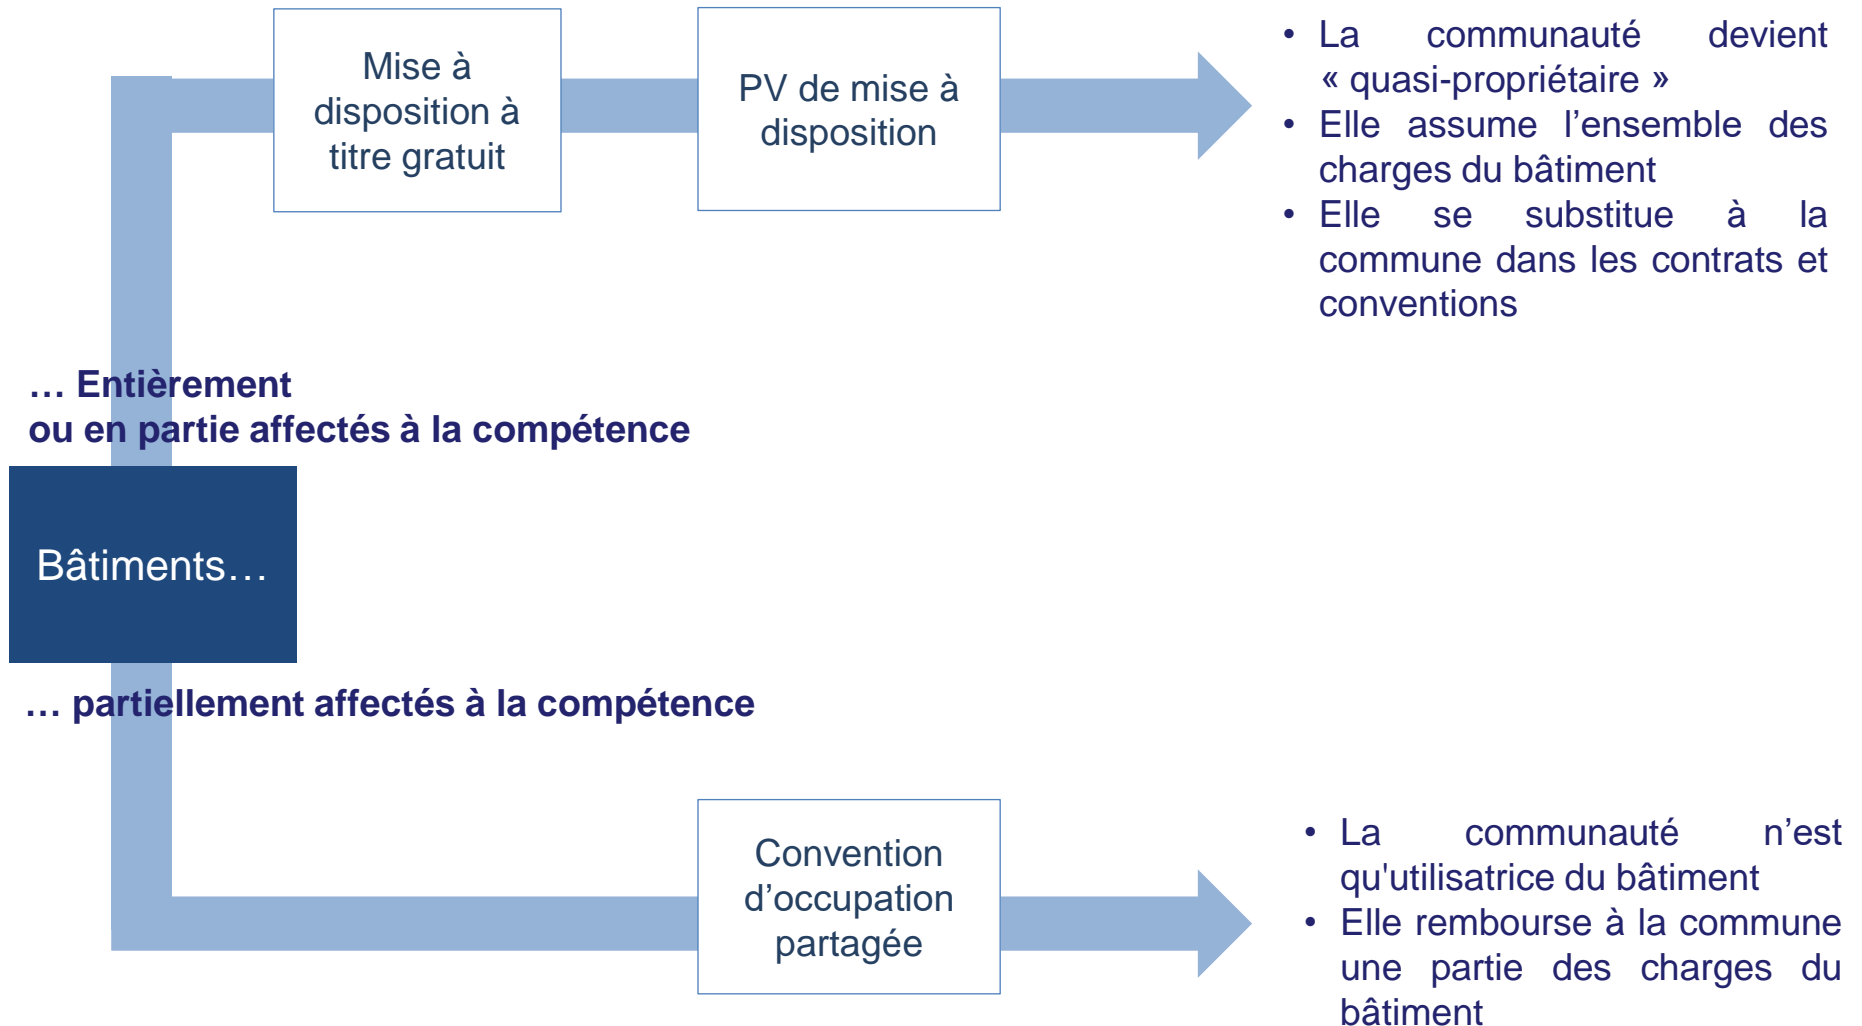 Mise à
disposition à
titre gratuit
PV de mise à
disposition
• La communauté devient
« quasi-propriétaire »
• Elle assume l’ensemble des
charges du bâtiment
• Elle se substitue à la
commune dans les contrats et
conventions
… Entièrement
ou en partie affectés à la compétence
Bâtiments…
… partiellement affectés à la compétence
Convention
d’occupation
partagée
• La communauté n’est
qu'utilisatrice du bâtiment
• Elle rembourse à la commune
une partie des charges du
bâtiment